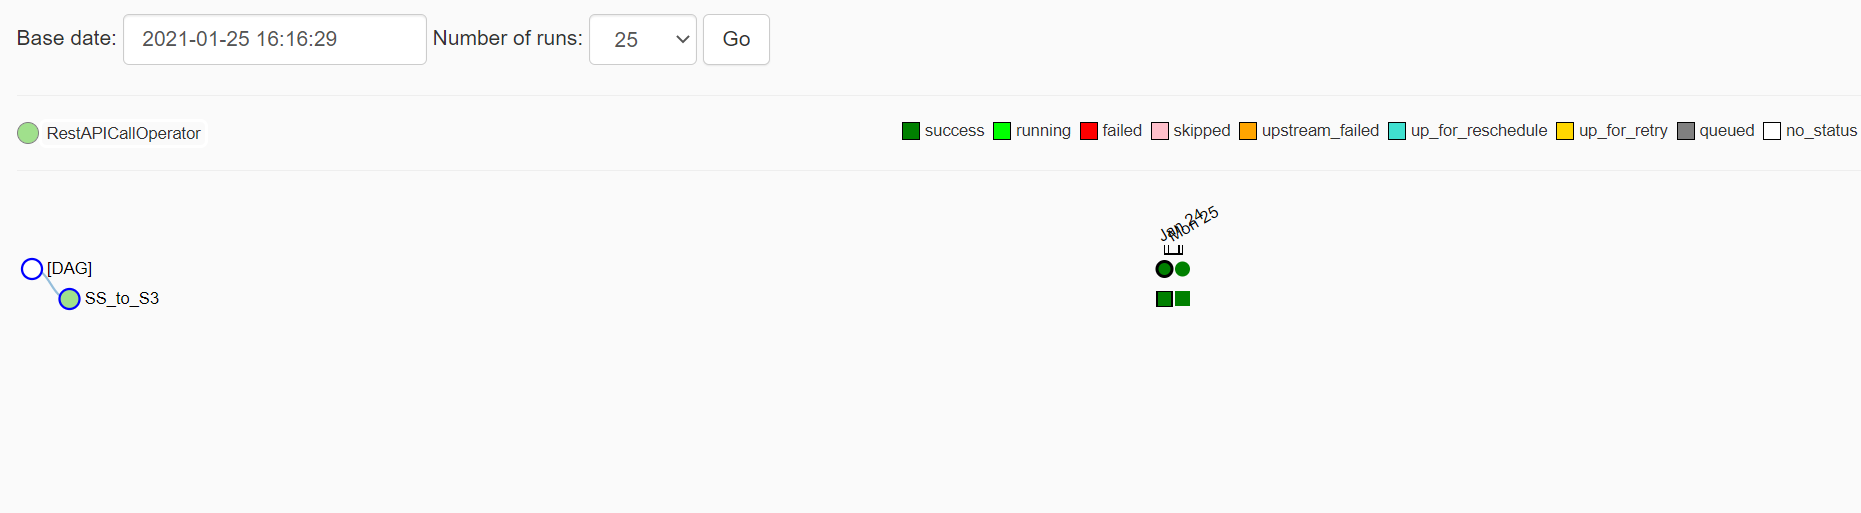 Base date: 2021-01-25 16:16:29 Number of runs: 25 Go
RestAPICallOperator success running failed skipped upstream_failed up_for_reschedule up_for_retry queued no_status
Jan 24 Mon 25
[DAG]
SS_to_S3